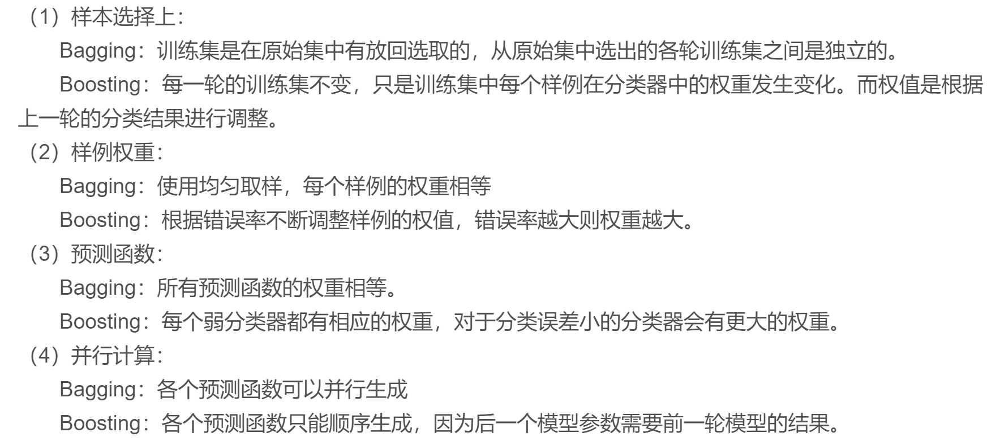 （1）样本选择上：
Bagging：训练集是在原始集中有放回选取的，从原始集中选出的各轮训练集之间是独立的。
Boosting：每一轮的训练集不变，只是训练集中每个样例在分类器中的权重发生变化。而权值是根据
上一轮的分类结果进行调整。
（2）样例权重：
Bagging：使用均匀取样，每个样例的权重相等
Boosting：根据错误率不断调整样例的权值，错误率越大则权重越大。
（3）预测函数：
Bagging：所有预测函数的权重相等。
Boosting：每个弱分类器都有相应的权重，对于分类误差小的分类器会有更大的权重。
（4）并行计算：
Bagging：各个预测函数可以并行生成
Boosting：各个预测函数只能顺序生成，因为后一个模型参数需要前一轮模型的结果。